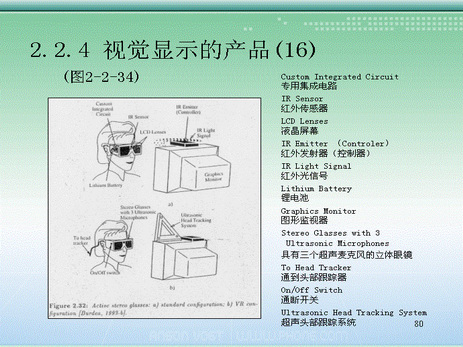 2.2.4 视觉显示的产品(16)
(图2-2-34)
Custom Integrated Circuit
专用集成电路
IR Sensor
红外传感器
LCD Lenses
液晶屏幕
IR Emitter （Controler）
红外发射器（控制器）
IR Light Signal
红外光信号
Lithium Battery
锂电池
Graphics Monitor
图形监视器
Stereo Glasses with 3
Ultrasonic Microphones
具有三个超声麦克风的立体眼镜
To Head Tracker
通到头部跟踪器
On/Off Switch
通断开关
Ultrasonic Head Tracking System
超声头部跟踪系统
80
Custom
Integrated
Circuit
IR Sensor
LCD Lenses
IR Emitter
(Controller)
IR Light
Signal
Graphics
Monitor
Lithium Battery
a)
Stereo Glasses
with 3 Ultrasonic
Microphones
Ultrasonic
Head Tracking
System
To head
tracker
On/Off switch
b)
Figure 2.32: Active stereo glasses: a) standard configuration; b) VR con-
figuration [Burdea, 1993-b].